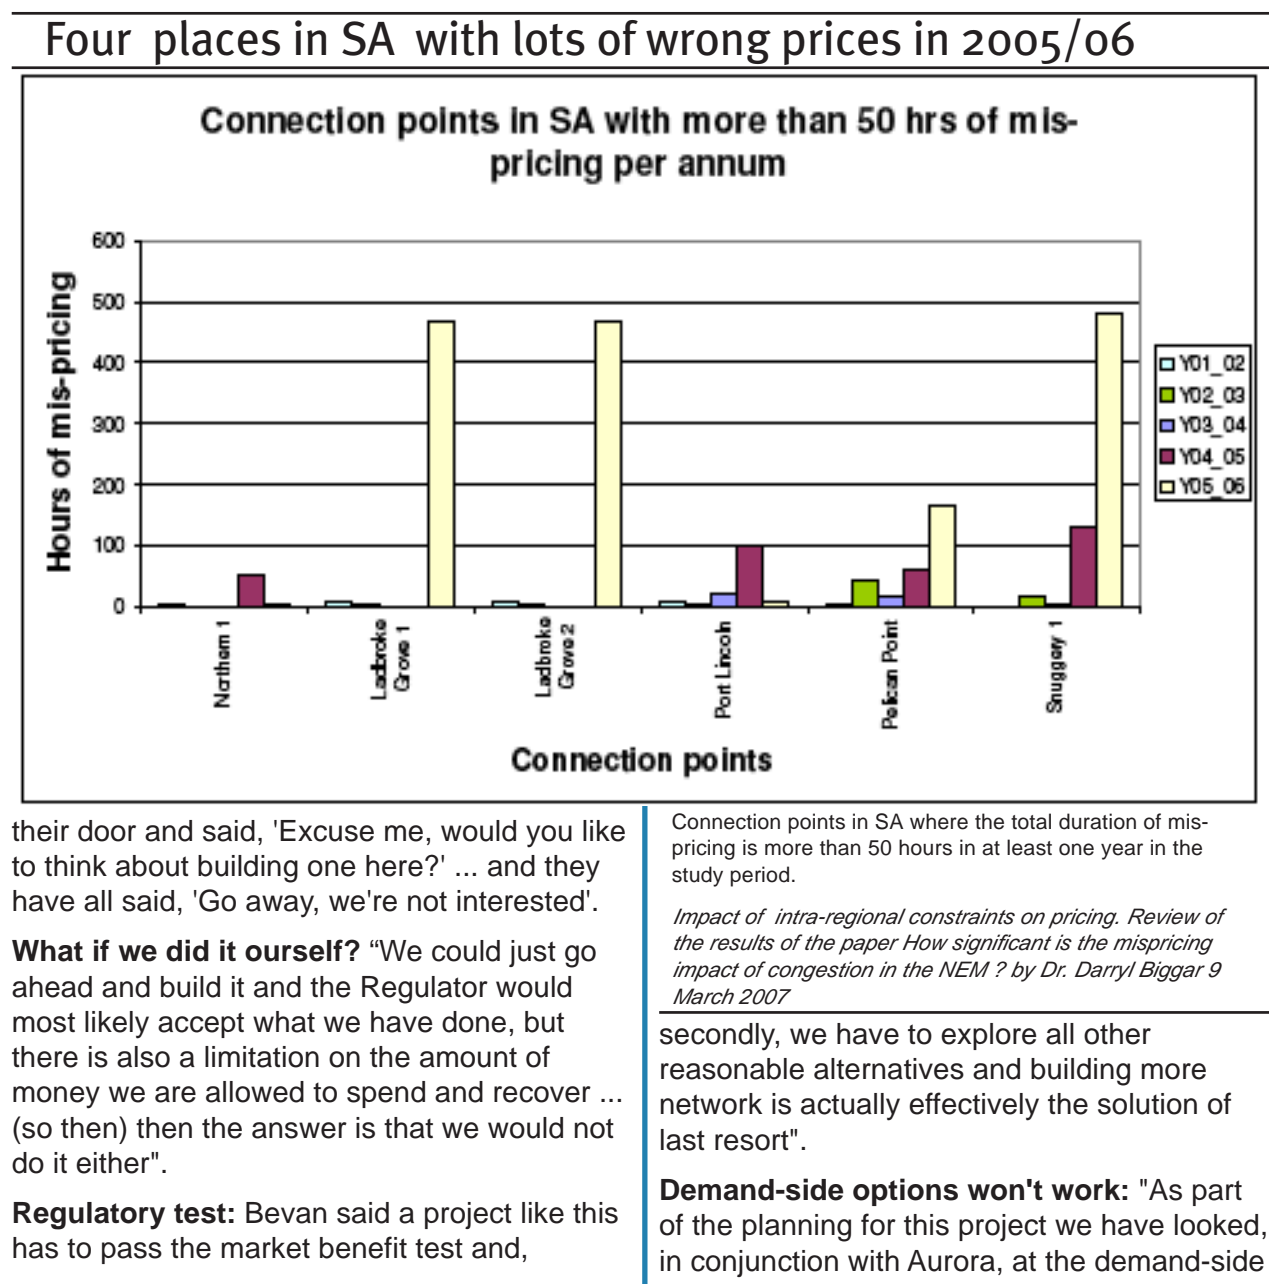 Four places in SA with lots of wrong prices in 2005/06
Connection points in SA with more than 50 hrs of mis-
pricing per annum
Hours of mis-pricing
600
500
400
300
200
100
0
Northern 1
Ladbroke
Grove 1
Ladbroke
Grove 2
Port Lincoln
Pelican Point
Snuggery 1
Connection points
Y01_02
Y02_03
Y03_04
Y04_05
Y05_06
their door and said, 'Excuse me, would you like
to think about building one here?' ... and they
have all said, 'Go away, we're not interested'.
What if we did it ourself? “We could just go
ahead and build it and the Regulator would
most likely accept what we have done, but
there is also a limitation on the amount of
money we are allowed to spend and recover ...
(so then) then the answer is that we would not
do it either".
Regulatory test: Bevan said a project like this
has to pass the market benefit test and,
Connection points in SA where the total duration of mis-
pricing is more than 50 hours in at least one year in the
study period.
Impact of intra-regional constraints on pricing. Review of
the results of the paper How significant is the mispricing
impact of congestion in the NEM ? by Dr. Darryl Biggar 9
March 2007
secondly, we have to explore all other
reasonable alternatives and building more
network is actually effectively the solution of
last resort".
Demand-side options won't work: "As part
of the planning for this project we have looked,
in conjunction with Aurora, at the demand-side